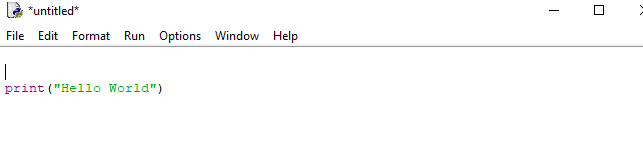 *untitled*
File Edit Format Run Options Window Help
print("Hello World")